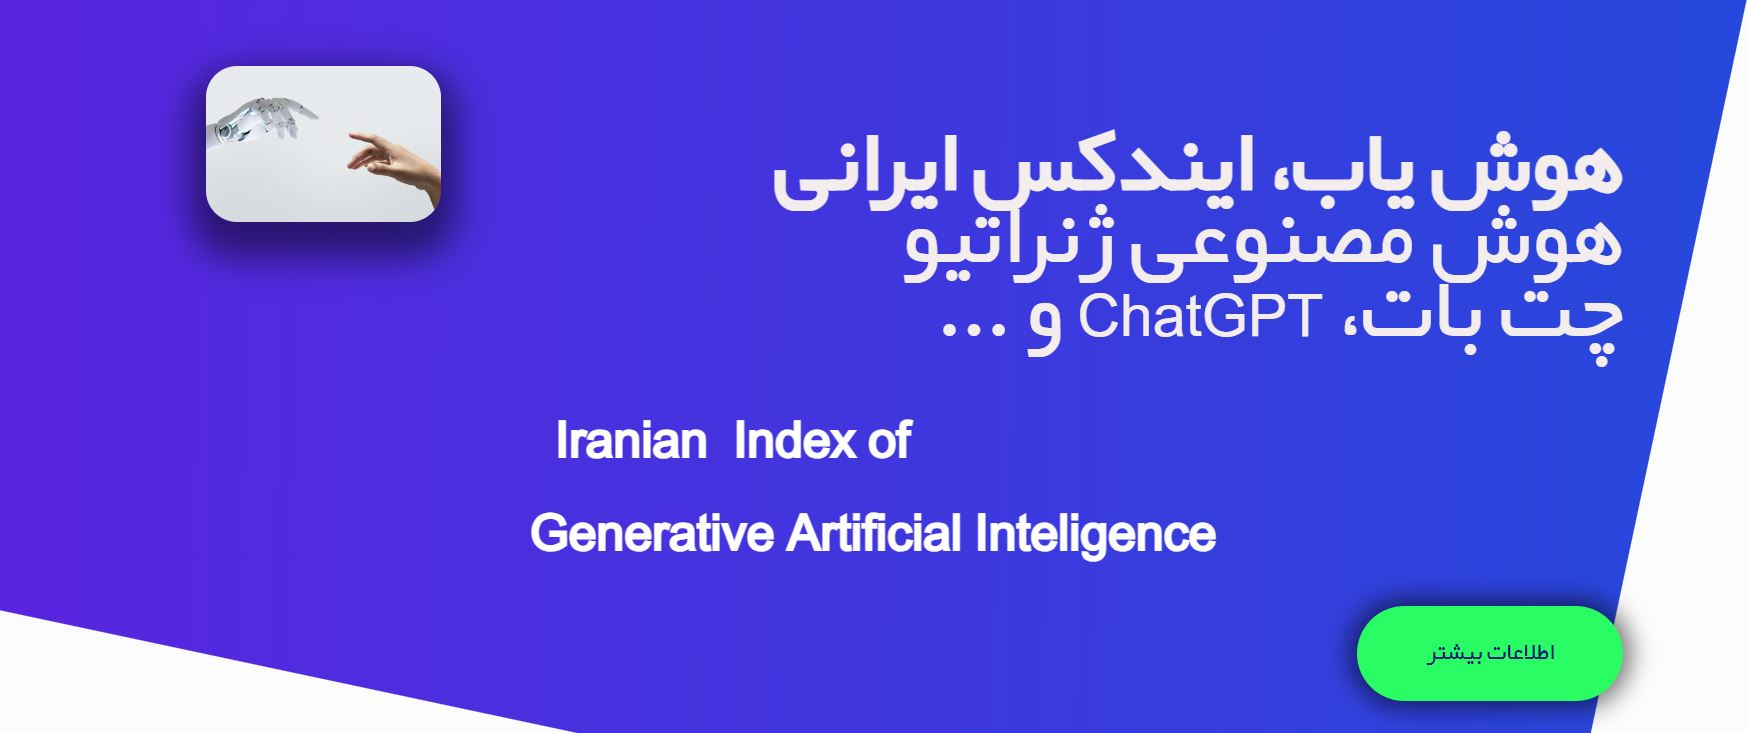 هوش یاب، ایندکس ایرانی
هوش مصنوعی ژنراتیو
چت بات، ChatGPT و ...
Iranian Index of
Generative Artificial Inteligence
اطلاعات بیشتر